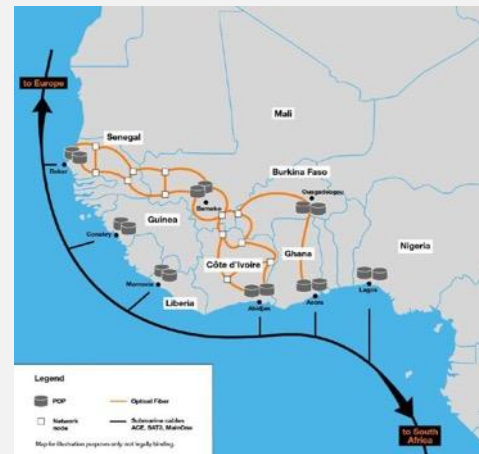 to Europe
Mali
Senegal
Dakar
Burkina Faso
Ouagadougou
Bamako
Guinea
Conakry
Nigeria
Ghana
Côte d'Ivoire
Monrovia
Liberia
Abidjan
Accra
Lagos
Legend
POP
Optical Fiber
Network
node
Submarine cables
ACE, SAT3, MainOne
Map for illustration purposes only not legally binding.
to South
Africa